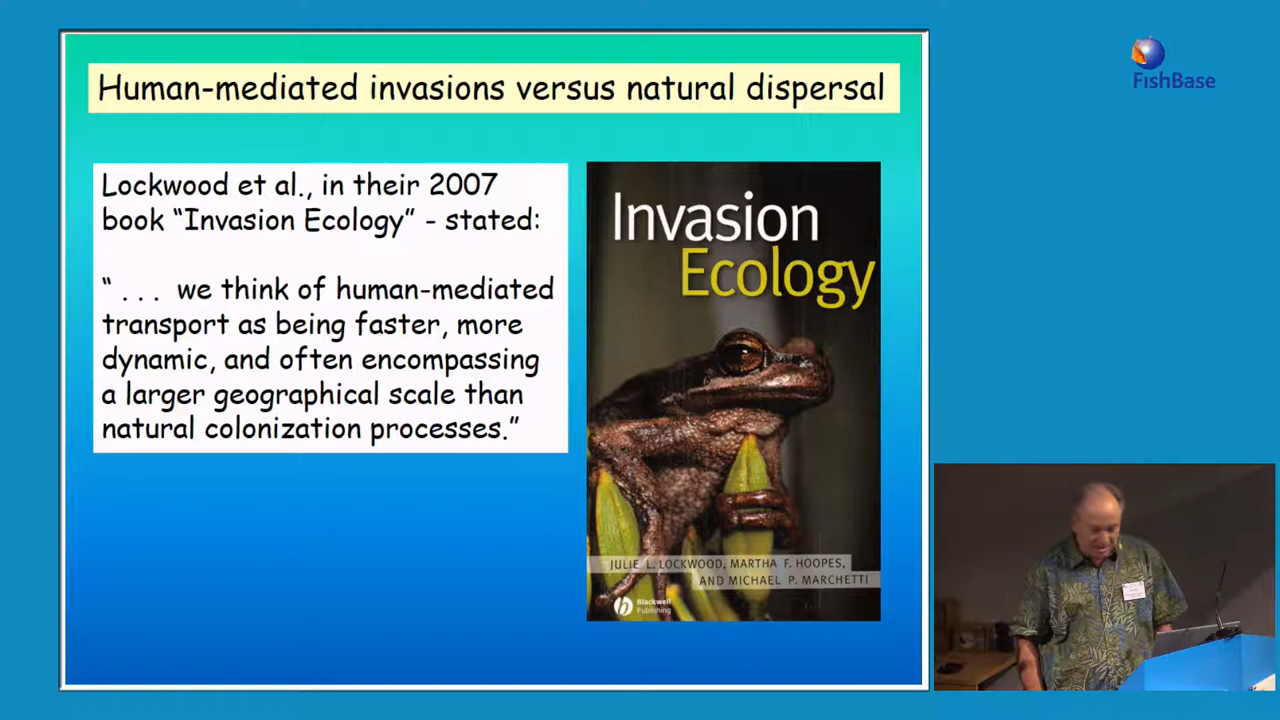 FishBase
Human-mediated invasions versus natural dispersal
Lockwood et al., in their 2007
book “Invasion Ecology” - stated:
“ . . . we think of human-mediated
transport as being faster, more
dynamic, and often encompassing
a larger geographical scale than
natural colonization processes.”
Invasion
Ecology
JULIE L. LOCKWOOD, MARTHA F. HOOPES,
AND MICHAEL P. MARCHETTI
Blackwell
Publishing